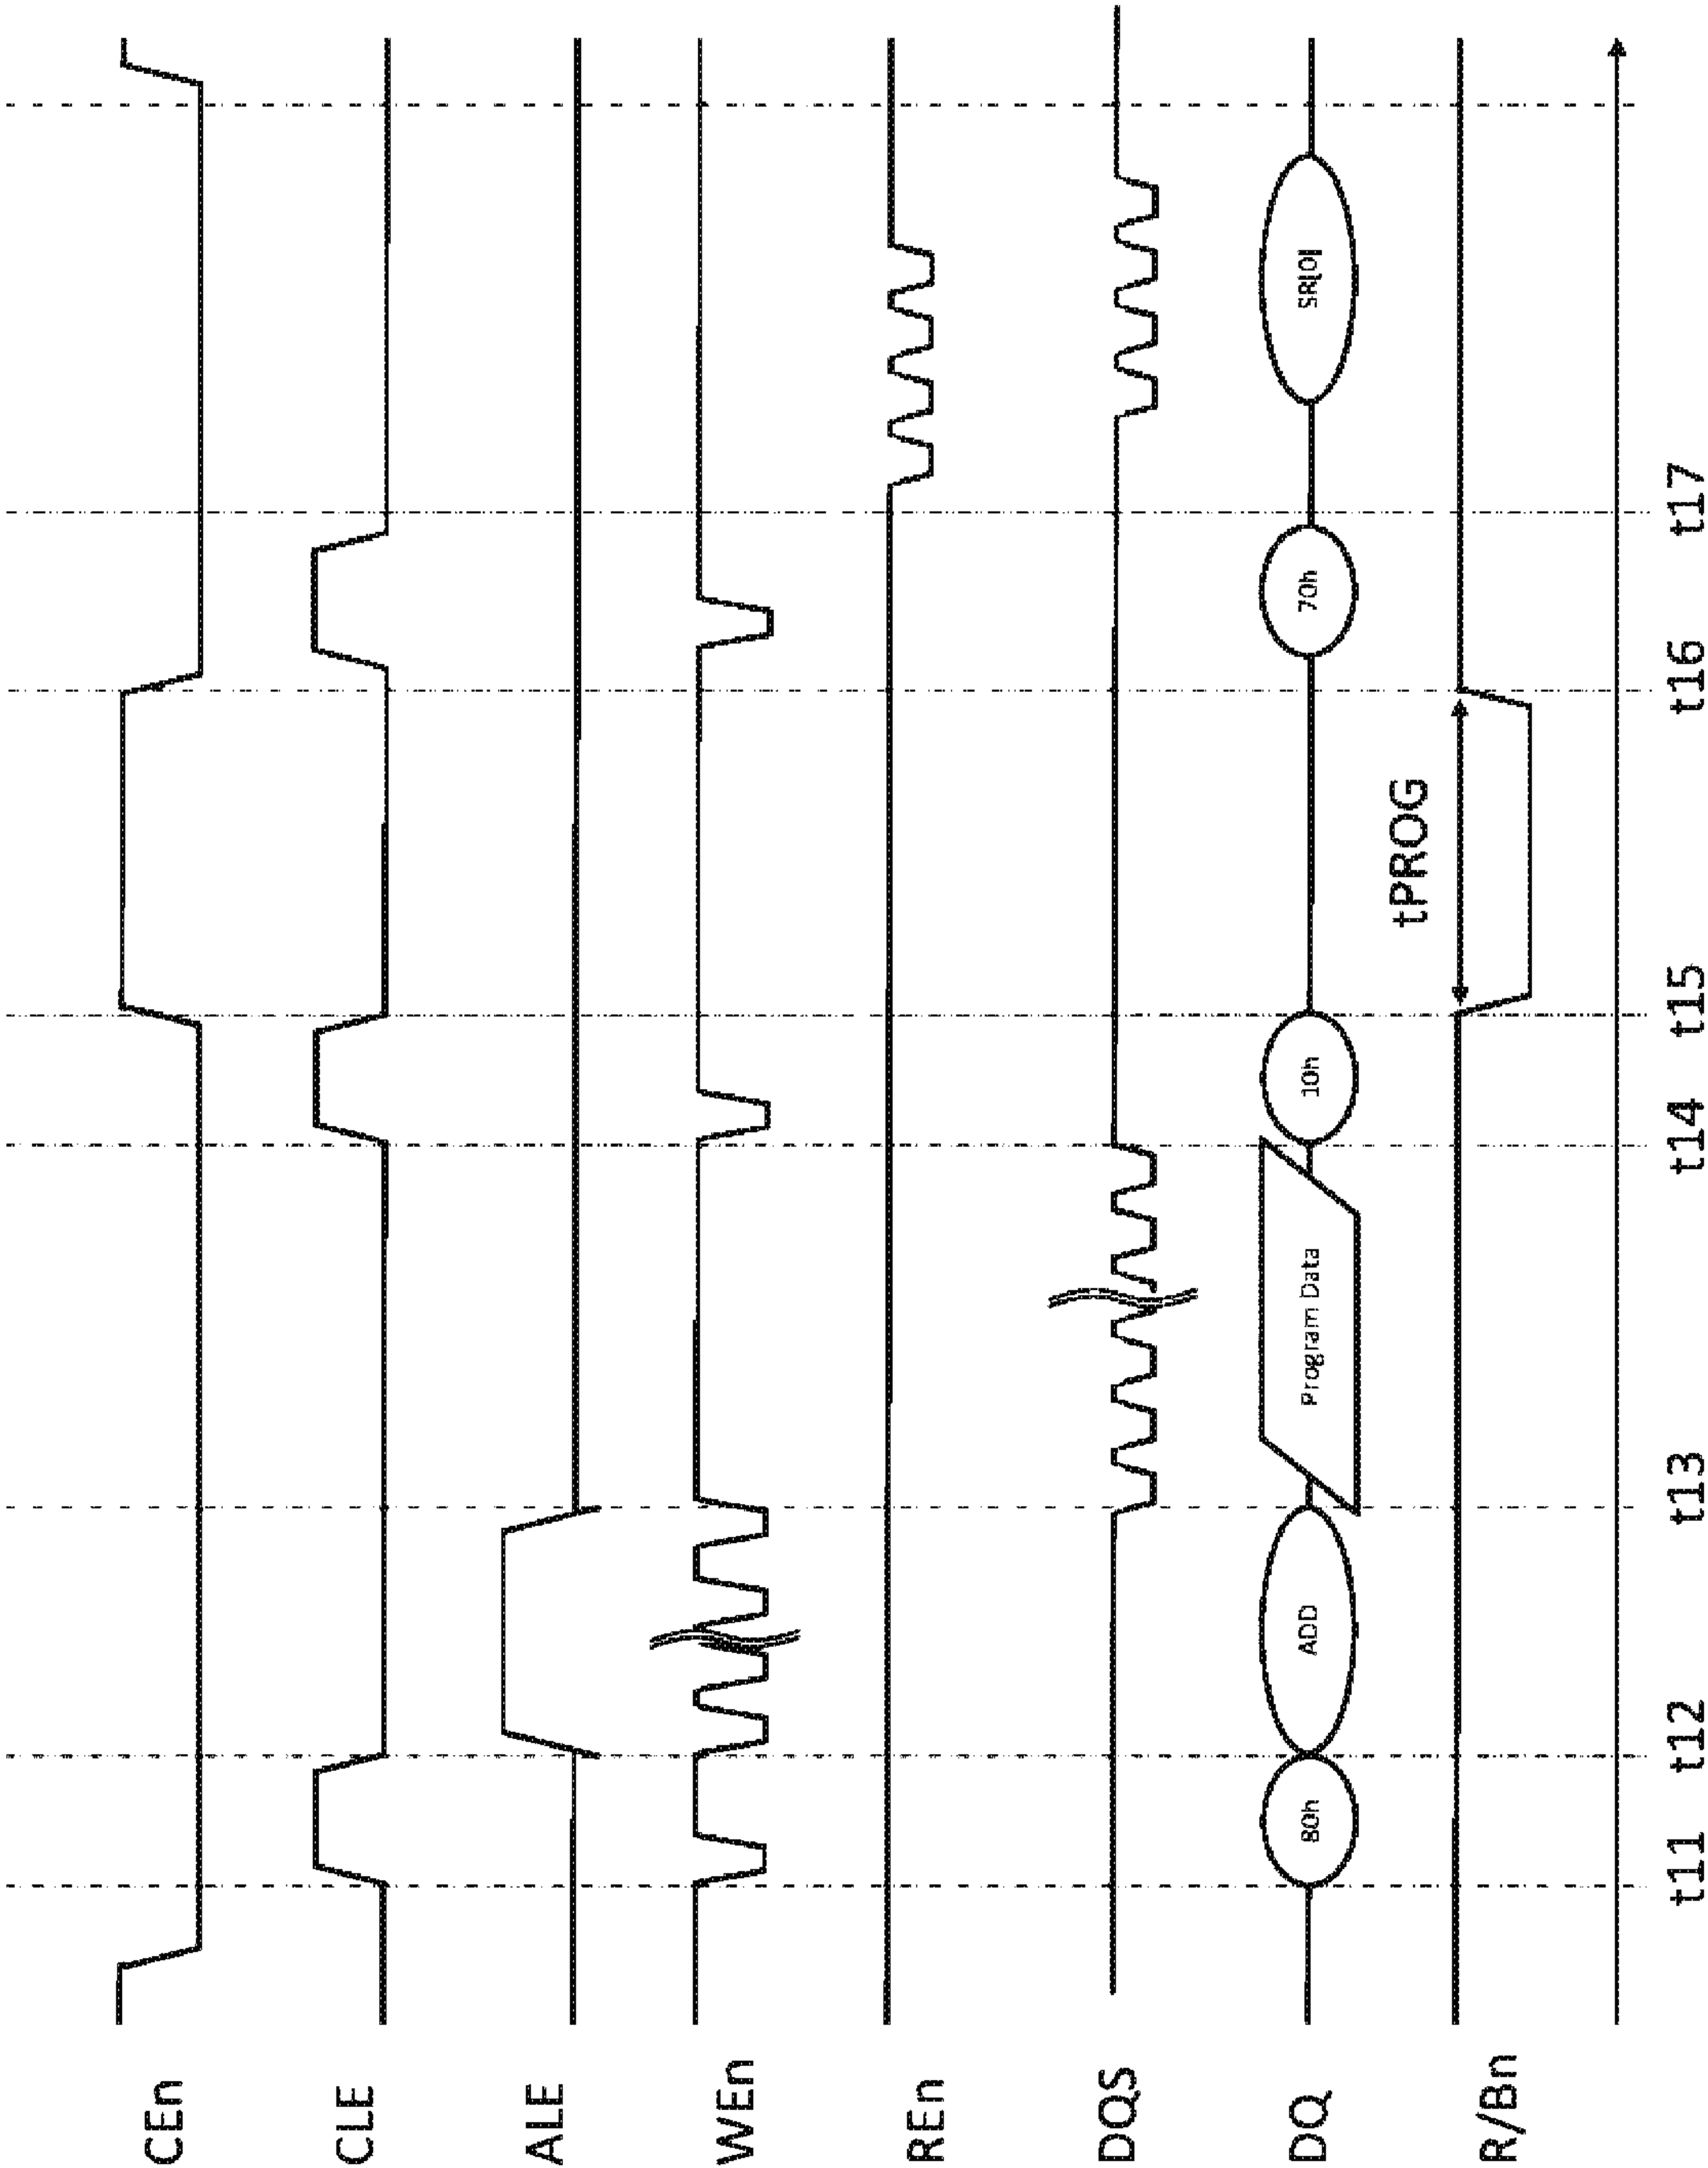 CEn
CLE
ALE
WEn
REn
DQS
DQ
80h
ADD
Program Data
10h
70h
SR[0]
R/Bn
tPROG
t11
t12
t13
t14
t15
t16
t17